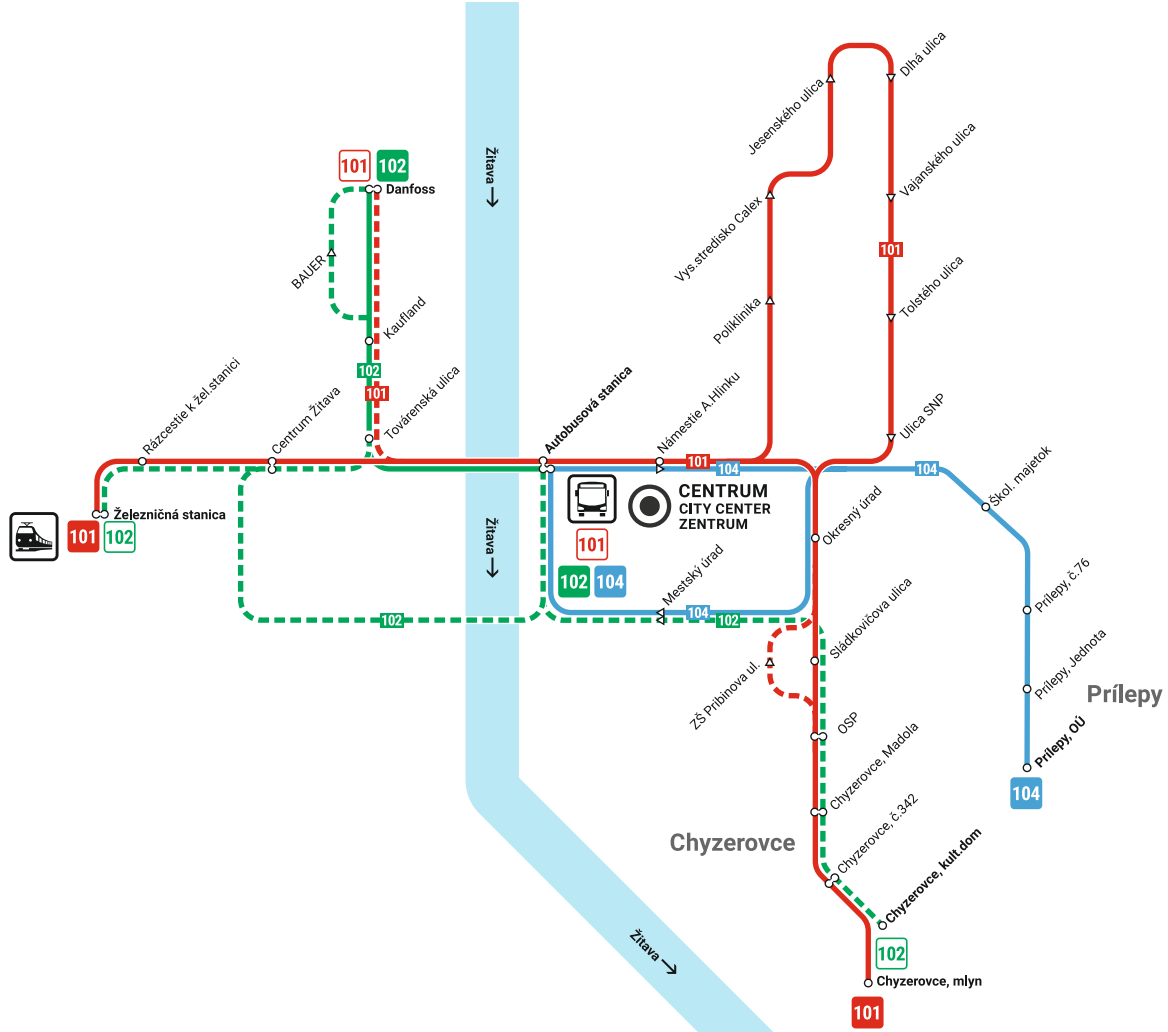 Dlhá ulica
Jesenského ulica
Vajanského ulica
Žitava
101
102
Danfoss
Vys.stredisko Calex
101
BAUER
Tolstého ulica
Kaufland
Poliklinika
102
101
Rázcestie k žel.stanici
Centrum Žitava
Továrenská ulica
Autobusová stanica
Námestie A.Hlinku
Ulica SNP
101
104
104
Škol. majetok
Železničná stanica
101
102
Žitava
CENTRUM
CITY CENTER
ZENTRUM
101
102
104
Okresný úrad
Mestský úrad
Prílepy, č.76
102
104
102
Sládkovičova ulica
ZŠ Pribinova ul.
Prílepy, Jednota
Prílepy
OSP
Prílepy, OÚ
104
Chyzerovce, Madola
Chyzerovce
Chyzerovce, č.342
Chyzerovce, kult.dom
102
Žitava
Chyzerovce, mlyn
101